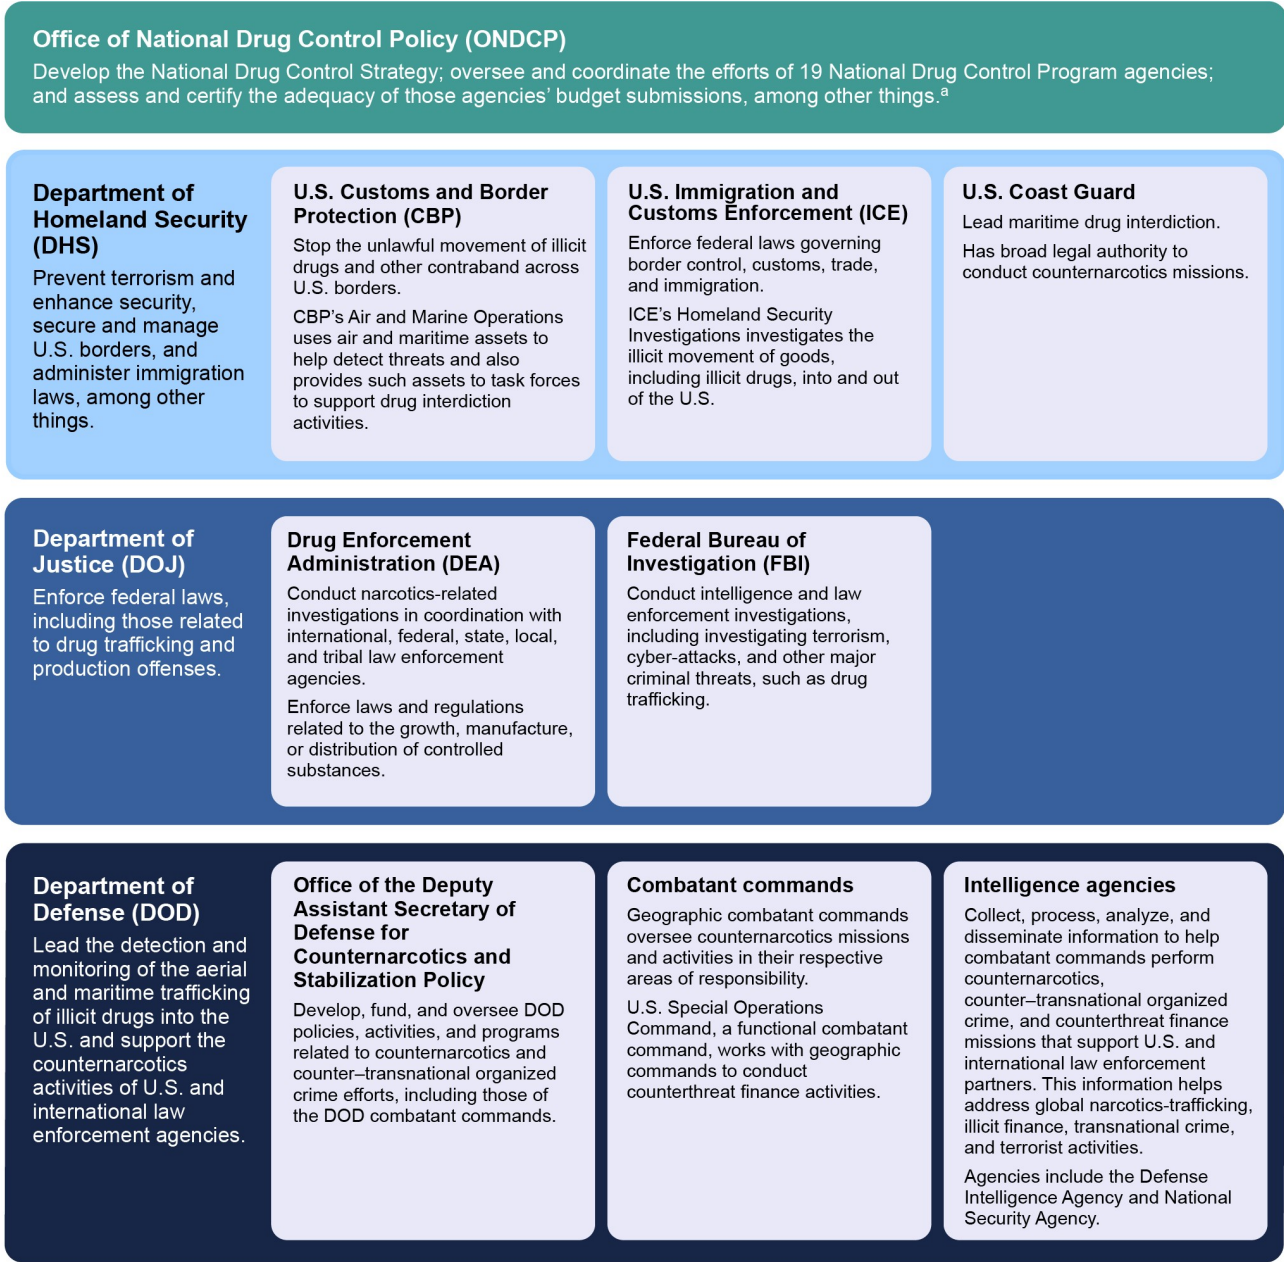 Office of National Drug Control Policy (ONDCP)
Develop the National Drug Control Strategy; oversee and coordinate the efforts of 19 National Drug Control Program agencies;
and assess and certify the adequacy of those agencies’ budget submissions, among other things.ª
Department of
Homeland Security
(DHS)
Prevent terrorism and
enhance security,
secure and manage
U.S. borders, and
administer immigration
laws, among other
things.
U.S. Customs and Border
Protection (CBP)
Stop the unlawful movement of illicit
drugs and other contraband across
U.S. borders.
CBP’s Air and Marine Operations
uses air and maritime assets to
help detect threats and also
provides such assets to task forces
to support drug interdiction
activities.
U.S. Immigration and
Customs Enforcement (ICE)
Enforce federal laws governing
border control, customs, trade,
and immigration.
ICE’s Homeland Security
Investigations investigates the
illicit movement of goods,
including illicit drugs, into and out
of the U.S.
U.S. Coast Guard
Lead maritime drug interdiction.
Has broad legal authority to
conduct counternarcotics missions.
Department of
Justice (DOJ)
Enforce federal laws,
including those related
to drug trafficking and
production offenses.
Drug Enforcement
Administration (DEA)
Conduct narcotics-related
investigations in coordination with
international, federal, state, local,
and tribal law enforcement
agencies.
Enforce laws and regulations
related to the growth, manufacture,
or distribution of controlled
substances.
Federal Bureau of
Investigation (FBI)
Conduct intelligence and law
enforcement investigations,
including investigating terrorism,
cyber-attacks, and other major
criminal threats, such as drug
trafficking.
Department of
Defense (DOD)
Lead the detection and
monitoring of the aerial
and maritime trafficking
of illicit drugs into the
U.S. and support the
counternarcotics
activities of U.S. and
international law
enforcement agencies.
Office of the Deputy
Assistant Secretary of
Defense for
Counternarcotics and
Stabilization Policy
Develop, fund, and oversee DOD
policies, activities, and programs
related to counternarcotics and
counter–transnational organized
crime efforts, including those of
the DOD combatant commands.
Combatant commands
Geographic combatant commands
oversee counternarcotics missions
and activities in their respective
areas of responsibility.
U.S. Special Operations
Command, a functional combatant
command, works with geographic
commands to conduct
counterthreat finance activities.
Intelligence agencies
Collect, process, analyze, and
disseminate information to help
combatant commands perform
counternarcotics,
counter–transnational organized
crime, and counterthreat finance
missions that support U.S. and
international law enforcement
partners. This information helps
address global narcotics-trafficking,
illicit finance, transnational crime,
and terrorist activities.
Agencies include the Defense
Intelligence Agency and National
Security Agency.